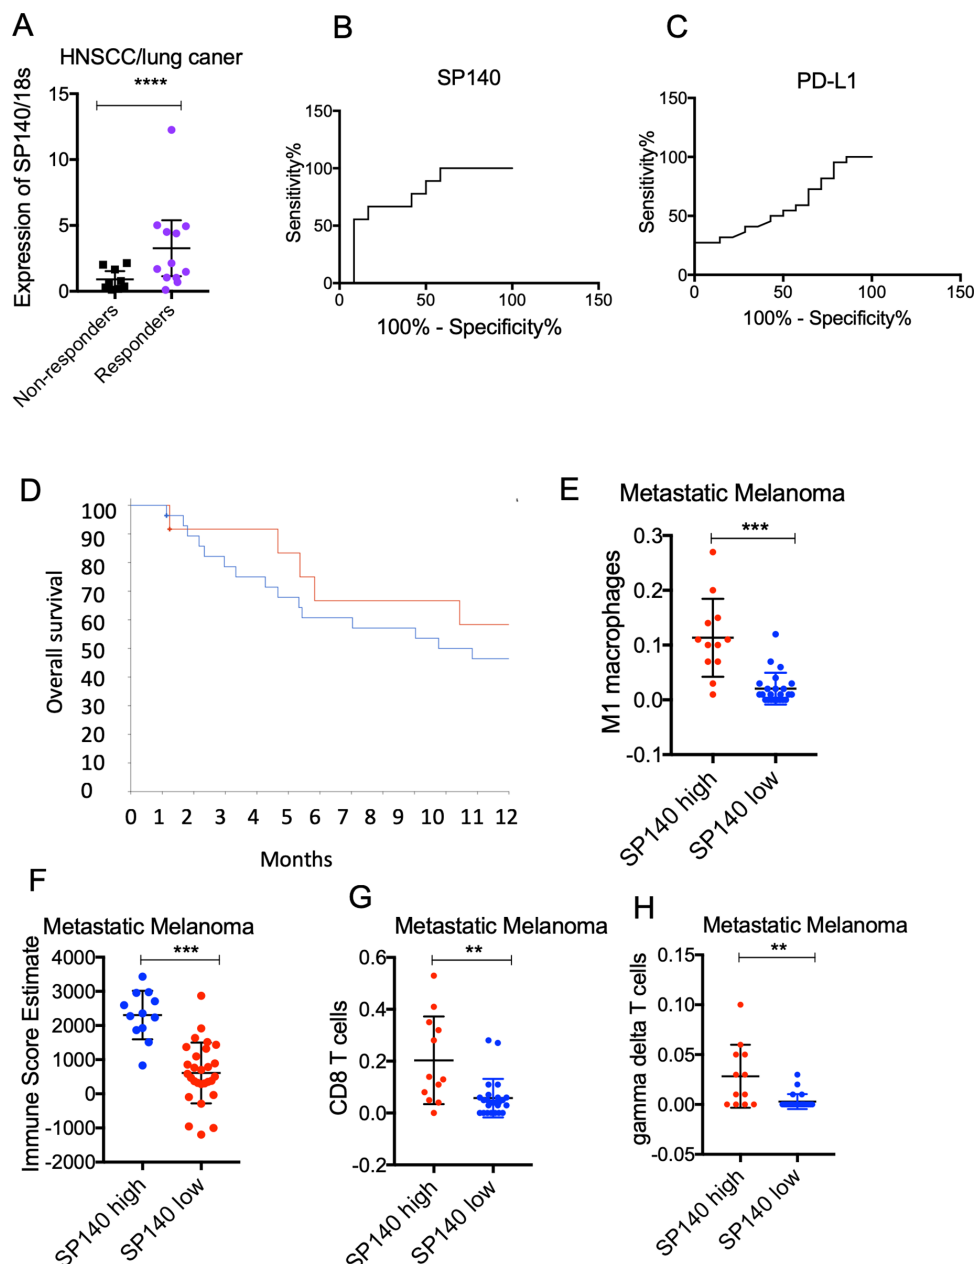 A
HNSCC/lung caner
****
Expression of SP140/18s
15
10
5
0
Non-responders
Responders
B
SP140
Sensitivity%
150
100
50
0
0
50
100
150
100% - Specificity%
C
PD-L1
Sensitivity%
150
100
50
0
0
50
100
150
100% - Specificity%
D
Overall survival
100
90
80
70
60
50
40
30
20
10
0
0 1 2 3 4 5 6 7 8 9 10 11 12
Months
E
Metastatic Melanoma
***
M1 macrophages
0.3
0.2
0.1
0.0
-0.1
SP140 high
SP140 low
F
Metastatic Melanoma
***
Immune Score Estimate
4000
3000
2000
1000
0
-1000
-2000
SP140 high
SP140 low
G
Metastatic Melanoma
**
CD8 T cells
0.6
0.4
0.2
0.0
-0.2
SP140 high
SP140 low
H
Metastatic Melanoma
**
gamma delta T cells
0.15
0.10
0.05
0.00
-0.05
SP140 high
SP140 low